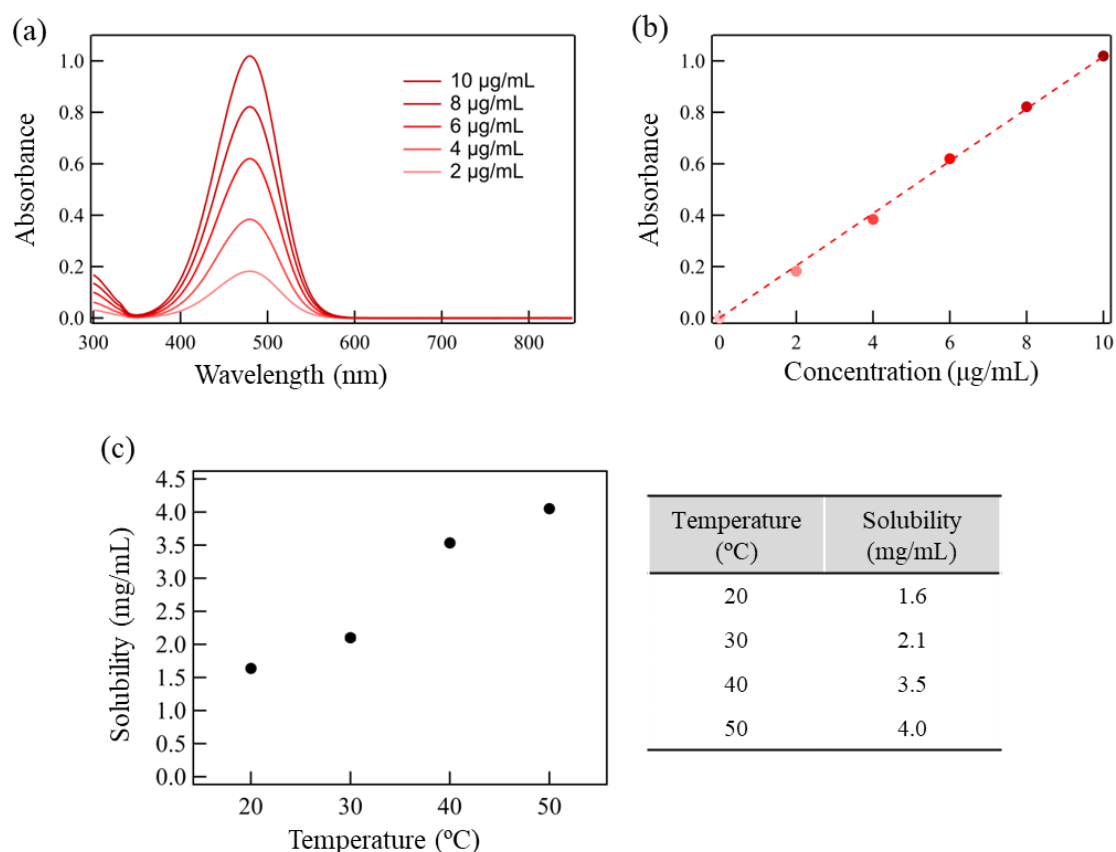 (a)
Absorbance
1.0
0.8
0.6
0.4
0.2
0.0
300
400
500
600
700
800
Wavelength (nm)
10 µg/mL
8 µg/mL
6 µg/mL
4 µg/mL
2 µg/mL
(b)
Absorbance
1.0
0.8
0.6
0.4
0.2
0.0
0
2
4
6
8
10
Concentration (µg/mL)
(c)
Solubility (mg/mL)
4.5
4.0
3.5
3.0
2.5
2.0
1.5
1.0
0.5
0.0
20
30
40
50
Temperature (ºC)
Temperature Solubility
(ºC) (mg/mL)
20 1.6
30 2.1
40 3.5
50 4.0